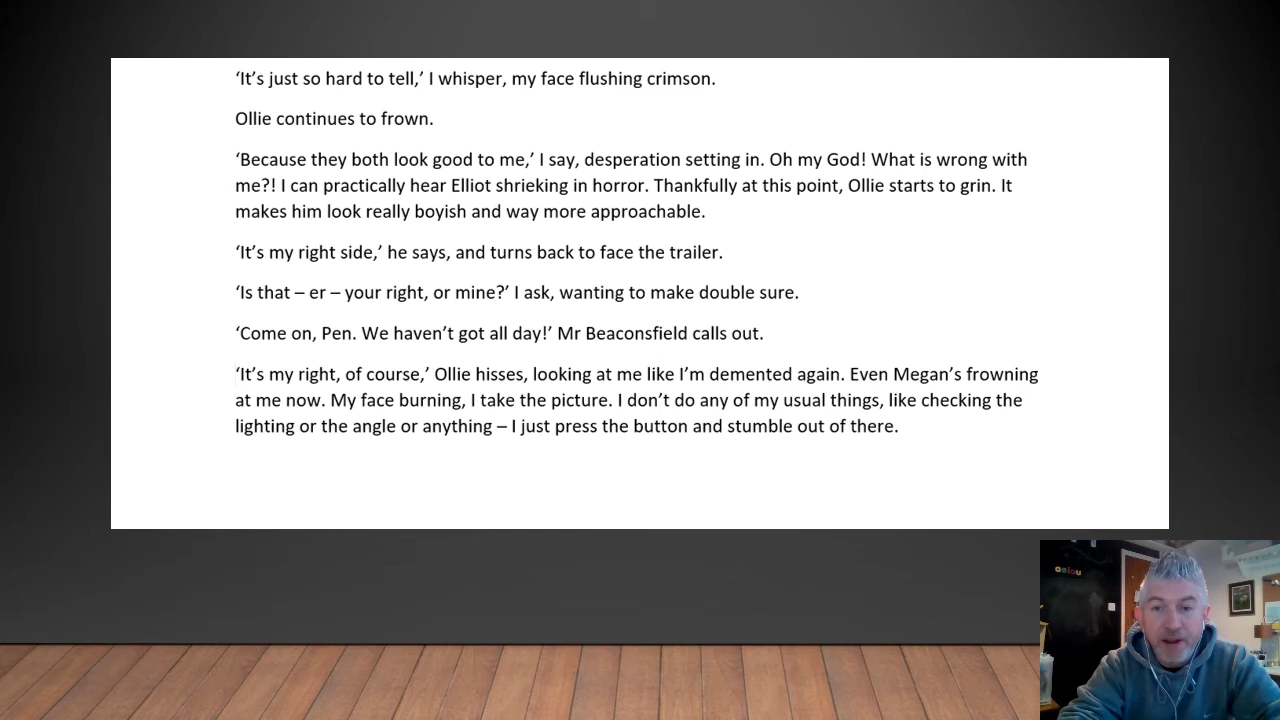 ‘It’s just so hard to tell,’ I whisper, my face flushing crimson.
Ollie continues to frown.
‘Because they both look good to me,’ I say, desperation setting in. Oh my God! What is wrong with
me?! I can practically hear Elliot shrieking in horror. Thankfully at this point, Ollie starts to grin. It
makes him look really boyish and way more approachable.
‘It’s my right side,’ he says, and turns back to face the trailer.
‘Is that – er – your right, or mine?’ I ask, wanting to make double sure.
‘Come on, Pen. We haven’t got all day!’ Mr Beaconsfield calls out.
‘It’s my right, of course,’ Ollie hisses, looking at me like I’m demented again. Even Megan’s frowning
at me now. My face burning, I take the picture. I don’t do any of my usual things, like checking the
lighting or the angle or anything – I just press the button and stumble out of there.
aeiou